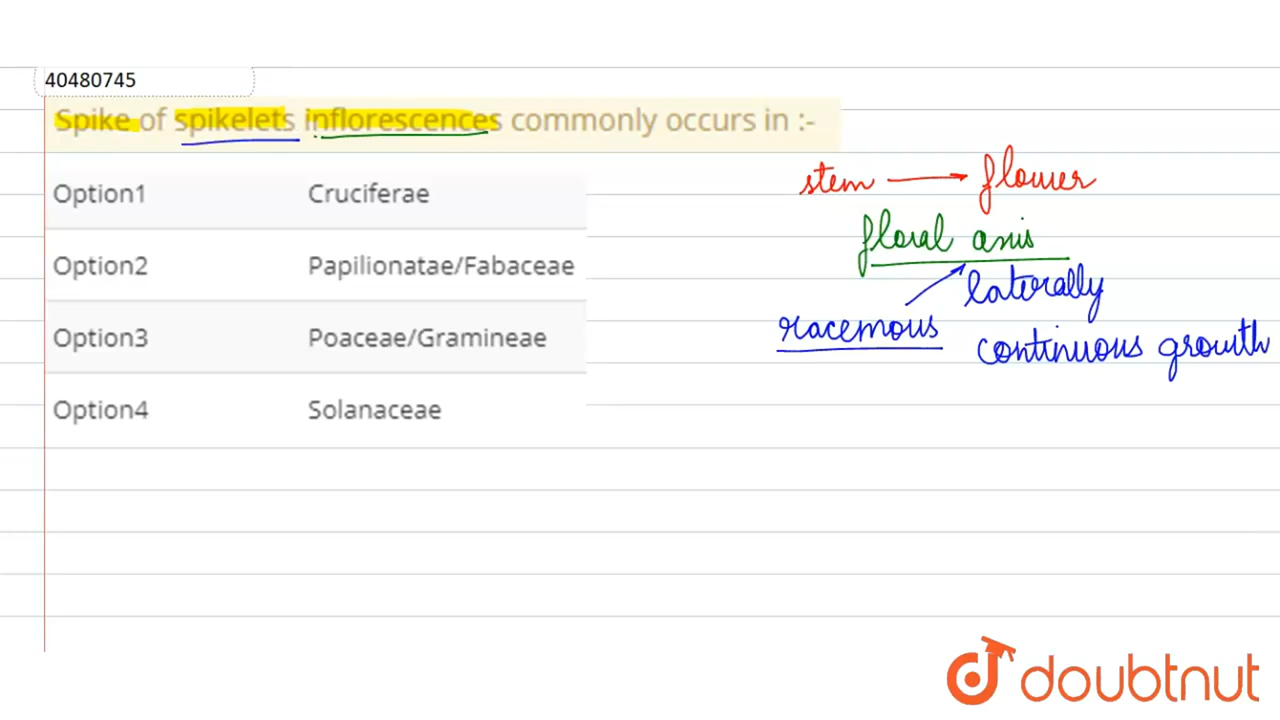 40480745
Spike of spikelets inflorescences commonly occurs in :-
Option1 Cruciferae
Option2 Papilionatae/Fabaceae
Option3 Poaceae/Gramineae
Option4 Solanaceae
stem → flower
floral axis
laterally
racemous
continuous growth
doubtnut